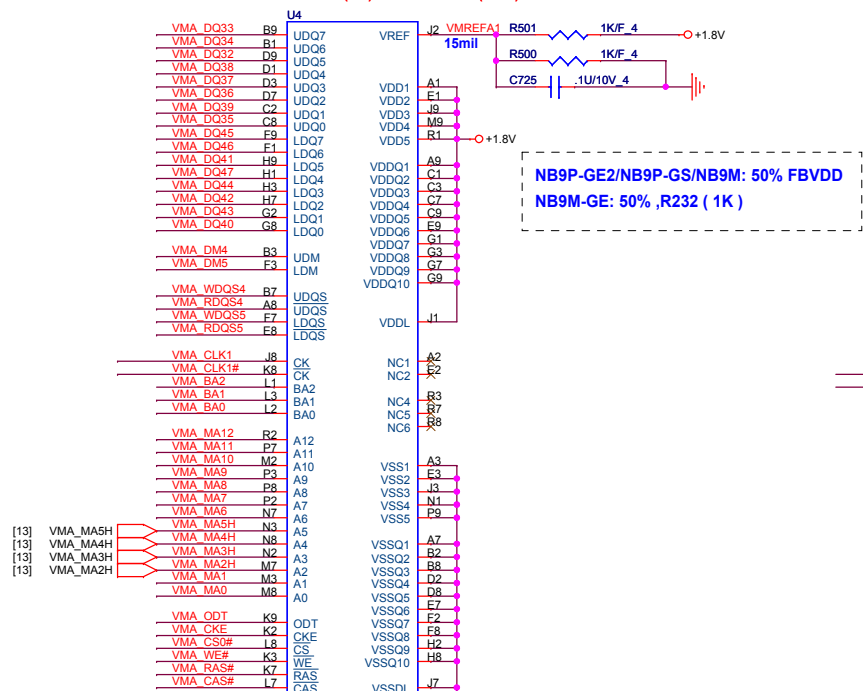 U4
VMA_DQ33 B9 UDQ7 VREF J2 VMREFA1 R501 1K/F_4 +1.8V
15mil
VMA_DQ34 B1 UDQ6
VMA_DQ32 D9 UDQ5 R500 1K/F_4
VMA_DQ38 D1 UDQ4
VMA_DQ37 D3 UDQ3 VDD1 A1 C725 .1U/10V_4
VMA_DQ36 D7 UDQ2 VDD2 E1
VMA_DQ39 C2 UDQ1 VDD3 J9
VMA_DQ35 C8 UDQ0 VDD4 M9
VMA_DQ45 F9 LDQ7 VDD5 R1 +1.8V
VMA_DQ46 F1 LDQ6
VMA_DQ41 H9 LDQ5 VDDQ1 A9
VMA_DQ47 H1 LDQ4 VDDQ2 C1
VMA_DQ44 H3 LDQ3 VDDQ3 C3
VMA_DQ42 H7 LDQ2 VDDQ4 C7
VMA_DQ43 G2 LDQ1 VDDQ5 C9
VMA_DQ40 G8 LDQ0 VDDQ6 E9
VDDQ7 G1
VMA_DM4 B3 UDM VDDQ8 G3
VMA_DM5 F3 LDM VDDQ9 G7
VDDQ10 G9
NB9P-GE2/NB9P-GS/NB9M: 50% FBVDD
NB9M-GE: 50% ,R232 ( 1K )
VMA_WDQS4 B7 UDQS
VMA_RDQS4 A8 UDQS
VMA_WDQS5 F7 LDQS VDDL J1
VMA_RDQS5 E8 LDQS
VMA_CLK1 J8 CK NC1 A2
VMA_CLK1# K8 CK NC2 E2
VMA_BA2 L1 BA2
VMA_BA1 L3 BA1 NC4 R3
VMA_BA0 L2 BA0 NC5 R7
NC6 R8
VMA_MA12 R2 A12
VMA_MA11 P7 A11
VMA_MA10 M2 A10 VSS1 A3
VMA_MA9 P3 A9 VSS2 E3
VMA_MA8 P8 A8 VSS3 J3
VMA_MA7 P2 A7 VSS4 N1
VMA_MA6 N7 A6 VSS5 P9
[13] VMA_MA5H VMA_MA5H N3 A5
[13] VMA_MA4H VMA_MA4H N8 A4 VSSQ1 A7
[13] VMA_MA3H VMA_MA3H N2 A3 VSSQ2 B2
[13] VMA_MA2H VMA_MA2H M7 A2 VSSQ3 B8
VMA_MA1 M3 A1 VSSQ4 D2
VMA_MA0 M8 A0 VSSQ5 D8
VSSQ6 E7
VMA_ODT K9 ODT VSSQ7 F2
VMA_CKE K2 CKE VSSQ8 F8
VMA_CS0# L8 CS VSSQ9 H2
VMA_WE# K3 WE VSSQ10 H8
VMA_RAS# K7 RAS
VMA_CAS# L7 CAS VSSDL J7